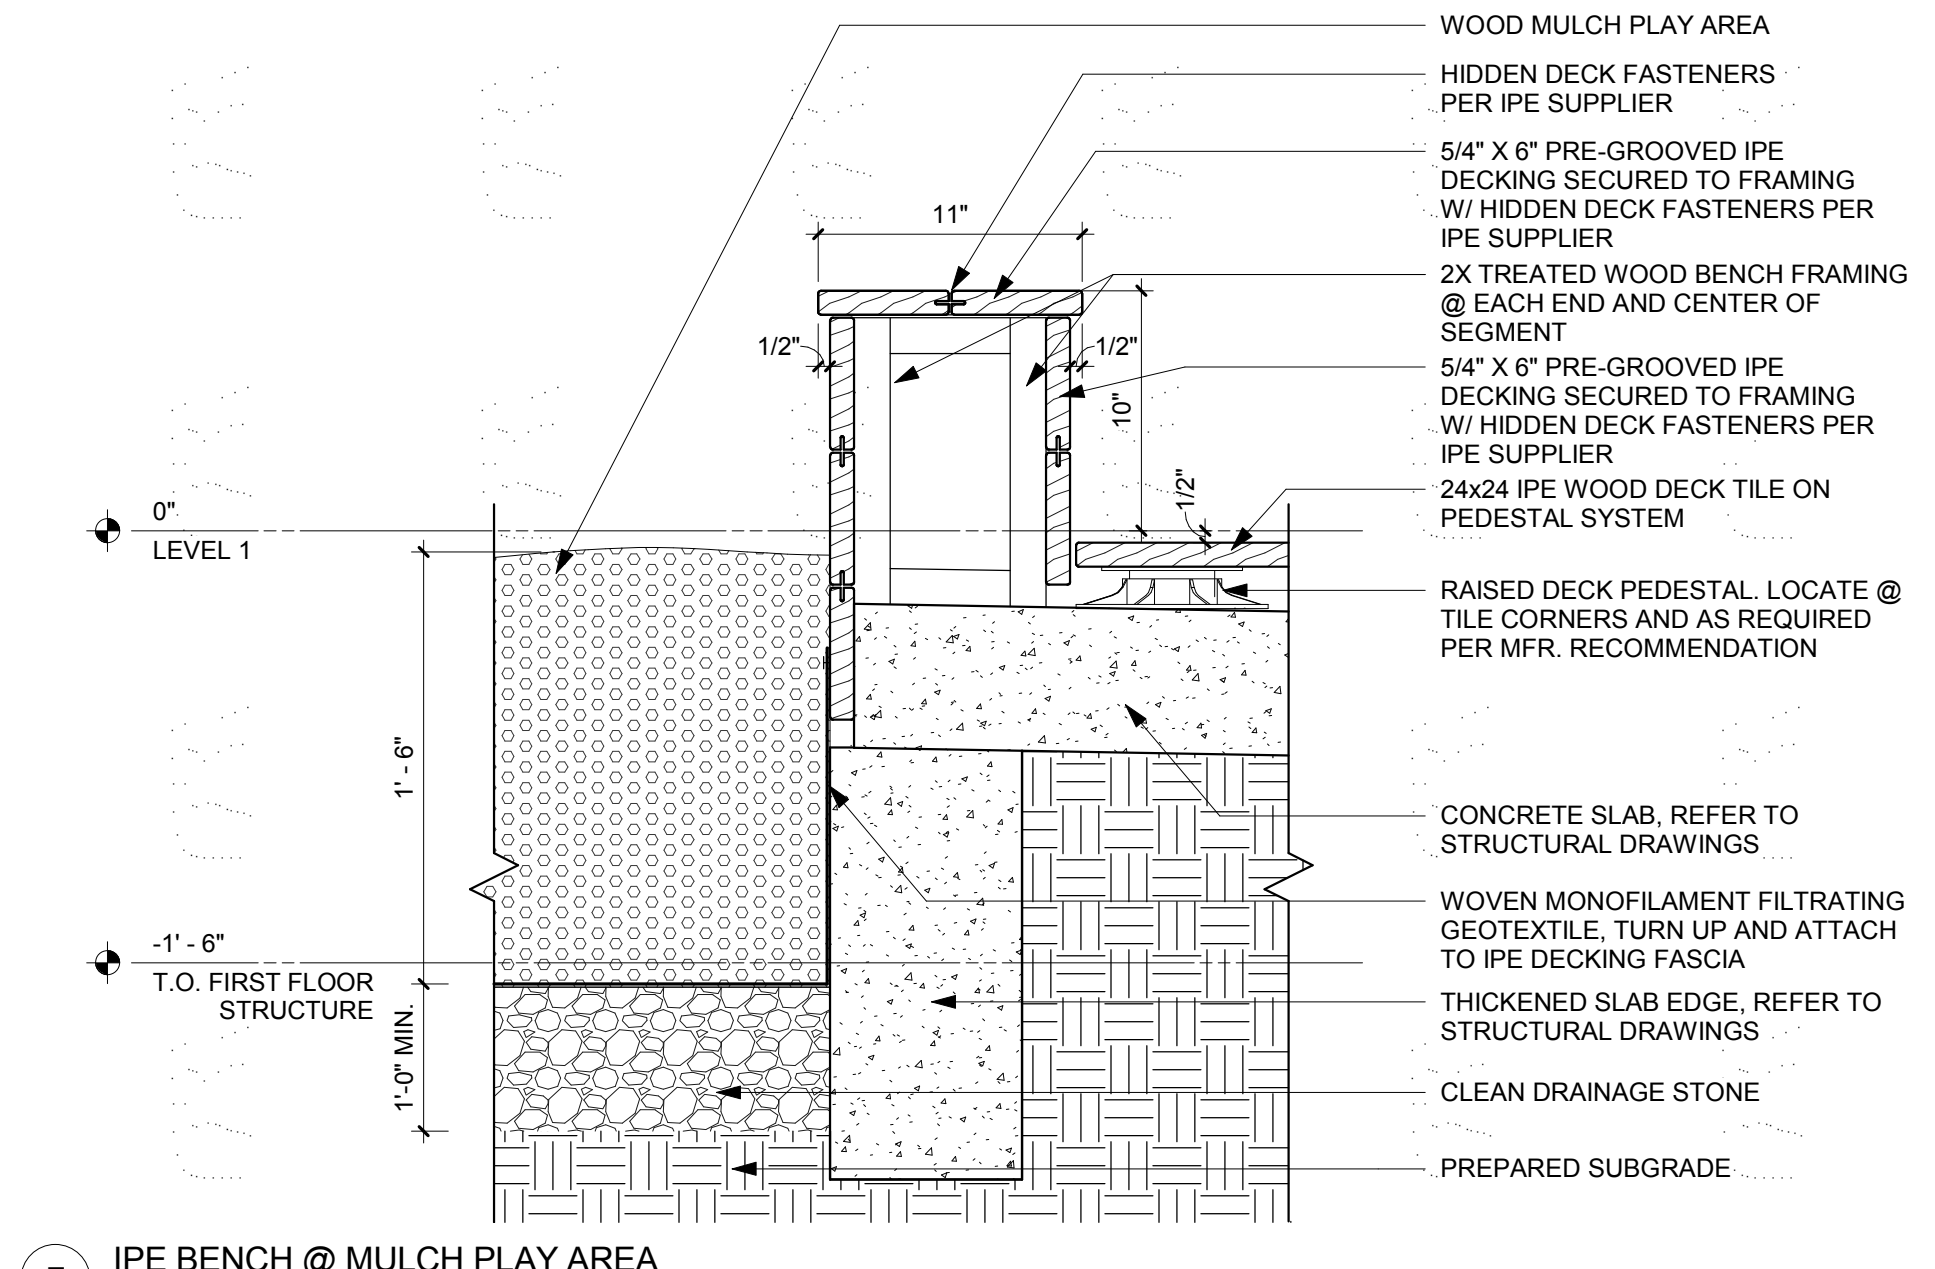 WOOD MULCH PLAY AREA
HIDDEN DECK FASTENERS
PER IPE SUPPLIER
5/4" X 6" PRE-GROOVED IPE
DECKING SECURED TO FRAMING
W/ HIDDEN DECK FASTENERS PER
IPE SUPPLIER
11"
2X TREATED WOOD BENCH FRAMING
@ EACH END AND CENTER OF
SEGMENT
1/2"
1/2"
10"
5/4" X 6" PRE-GROOVED IPE
DECKING SECURED TO FRAMING
W/ HIDDEN DECK FASTENERS PER
IPE SUPPLIER
1/2"
24x24 IPE WOOD DECK TILE ON
PEDESTAL SYSTEM
0"
LEVEL 1
RAISED DECK PEDESTAL. LOCATE @
TILE CORNERS AND AS REQUIRED
PER MFR. RECOMMENDATION
1' - 6"
CONCRETE SLAB, REFER TO
STRUCTURAL DRAWINGS
WOVEN MONOFILAMENT FILTRATING
GEOTEXTILE, TURN UP AND ATTACH
TO IPE DECKING FASCIA
-1' - 6"
T.O. FIRST FLOOR
STRUCTURE
THICKENED SLAB EDGE, REFER TO
STRUCTURAL DRAWINGS
1'-0" MIN.
CLEAN DRAINAGE STONE
PREPARED SUBGRADE
IPE BENCH @ MULCH PLAY AREA